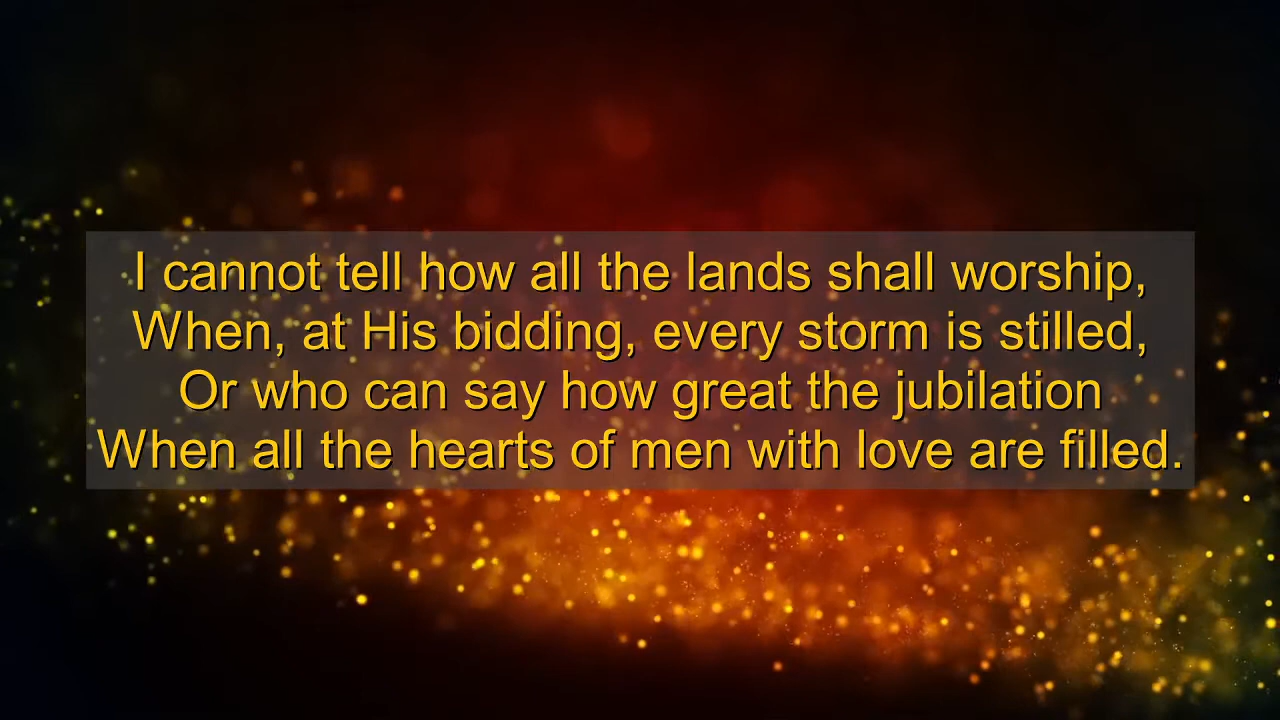 I cannot tell how all the lands shall worship,
When, at His bidding, every storm is stilled,
Or who can say how great the jubilation
When all the hearts of men with love are filled.